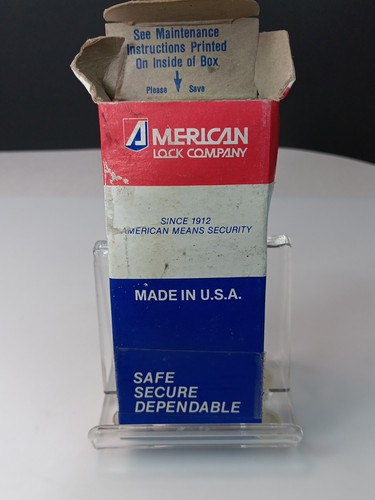 See Maintenance
Instructions Printed
On Inside of Box
Please Save
AMERICAN
LOCK COMPANY
SINCE 1912
AMERICAN MEANS SECURITY
MADE IN U.S.A.
SAFE
SECURE
DEPENDABLE